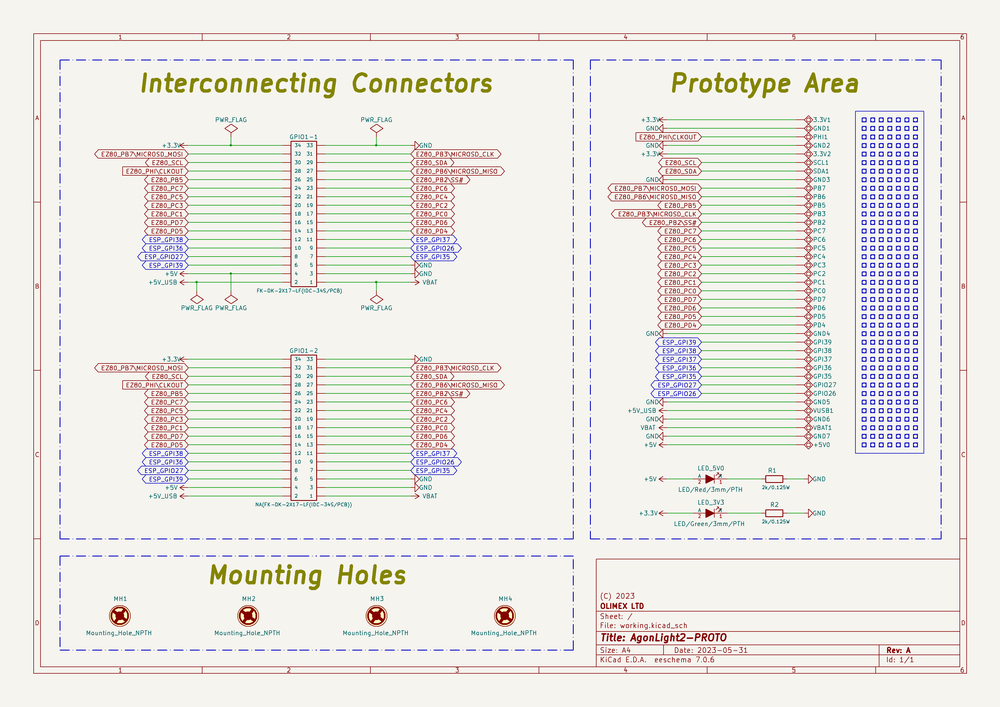 1 2 3 4 5 6
Interconnecting Connectors
PWR_FLAG PWR_FLAG
GPIO1-1
+3.3V 34 33 GND
EZ80_PB7\MICROSD_MOSI 32 31 EZ80_PB3\MICROSD_CLK
EZ80_SCL 30 29 EZ80_SDA
EZ80_PHI\CLKOUT 28 27 EZ80_PB6\MICROSD_MISO
EZ80_PB5 26 25 EZ80_PB2\SS#
EZ80_PC7 24 23 EZ80_PC6
EZ80_PC5 22 21 EZ80_PC4
EZ80_PC3 20 19 EZ80_PC2
EZ80_PC1 18 17 EZ80_PC0
EZ80_PD7 16 15 EZ80_PD6
EZ80_PD5 14 13 EZ80_PD4
ESP_GPI38 12 11 ESP_GPI37
ESP_GPI36 10 9 ESP_GPIO26
ESP_GPIO27 8 7 ESP_GPI35
ESP_GPI39 6 5 GND
+5V 4 3 GND
+5V_USB 2 1 VBAT
FK-DK-2X17-LF(IDC-34S/PCB)
PWR_FLAG PWR_FLAG PWR_FLAG
GPIO1-2
+3.3V 34 33 GND
EZ80_PB7\MICROSD_MOSI 32 31 EZ80_PB3\MICROSD_CLK
EZ80_SCL 30 29 EZ80_SDA
EZ80_PHI\CLKOUT 28 27 EZ80_PB6\MICROSD_MISO
EZ80_PB5 26 25 EZ80_PB2\SS#
EZ80_PC7 24 23 EZ80_PC6
EZ80_PC5 22 21 EZ80_PC4
EZ80_PC3 20 19 EZ80_PC2
EZ80_PC1 18 17 EZ80_PC0
EZ80_PD7 16 15 EZ80_PD6
EZ80_PD5 14 13 EZ80_PD4
ESP_GPI38 12 11 ESP_GPI37
ESP_GPI36 10 9 ESP_GPIO26
ESP_GPIO27 8 7 ESP_GPI35
ESP_GPI39 6 5 GND
+5V 4 3 GND
+5V_USB 2 1 VBAT
NA(FK-DK-2X17-LF(IDC-34S/PCB))
Prototype Area
+3.3V 3.3V1
GND GND1
EZ80_PHI\CLKOUT PHI1
GND GND2
+3.3V 3.3V2
EZ80_SCL SCL1
EZ80_SDA SDA1
GND GND3
EZ80_PB7\MICROSD_MOSI PB7
EZ80_PB6\MICROSD_MISO PB6
EZ80_PB5 PB5
EZ80_PB3\MICROSD_CLK PB3
EZ80_PB2\SS# PB2
EZ80_PC7 PC7
EZ80_PC6 PC6
EZ80_PC5 PC5
EZ80_PC4 PC4
EZ80_PC3 PC3
EZ80_PC2 PC2
EZ80_PC1 PC1
EZ80_PC0 PC0
EZ80_PD7 PD7
EZ80_PD6 PD6
EZ80_PD5 PD5
EZ80_PD4 PD4
GND GND4
ESP_GPI39 GPI39
ESP_GPI38 GPI38
ESP_GPI37 GPI37
ESP_GPI36 GPI36
ESP_GPI35 GPI35
ESP_GPIO27 GPIO27
ESP_GPIO26 GPIO26
GND GND5
+5V_USB VUSB1
GND GND6
VBAT VBAT1
GND GND7
+5V +5V0
LED_5V0 R1
+5V A 2 1 GND
LED/Red/3mm/PTH 2k/0.125W
LED_3V3 R2
+3.3V A 2 1 GND
LED/Green/3mm/PTH 2k/0.125W
Mounting Holes
MH1 MH2 MH3 MH4
Mounting_Hole_NPTH Mounting_Hole_NPTH Mounting_Hole_NPTH Mounting_Hole_NPTH
(C) 2023
OLIMEX LTD
Sheet: /
File: working.kicad_sch
Title: AgonLight2-PROTO
Size: A4 Date: 2023-05-31 Rev: A
KiCad E.D.A. eeschema 7.0.6 Id: 1/1
A A
B B
C C
D D
1 2 3 4 5 6